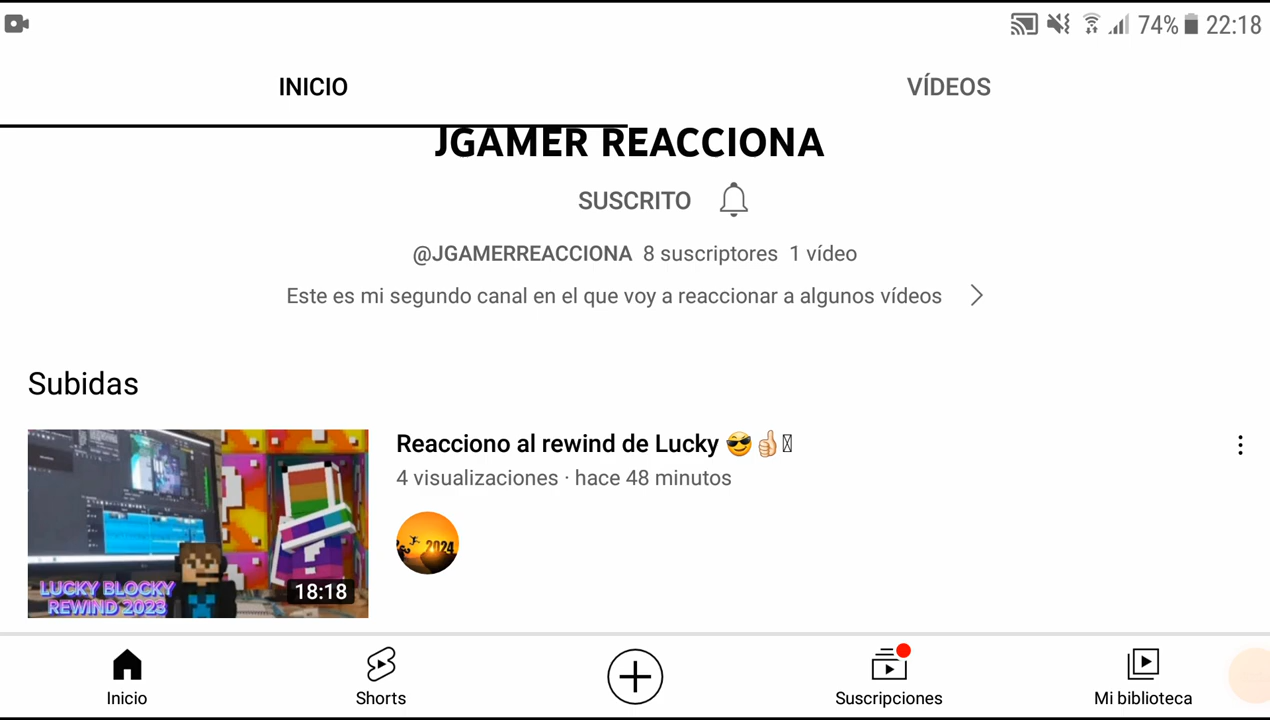 74% 22:18
INICIO VÍDEOS
JGAMER REACCIONA
SUSCRITO
@JGAMERREACCIONA 8 suscriptores 1 vídeo
Este es mi segundo canal en el que voy a reaccionar a algunos vídeos
Subidas
Reacciono al rewind de Lucky 😎👍🏻
4 visualizaciones · hace 48 minutos
2024
LUCKY BLOCKY
REWIND 2023
18:18
Inicio Shorts Suscripciones Mi biblioteca